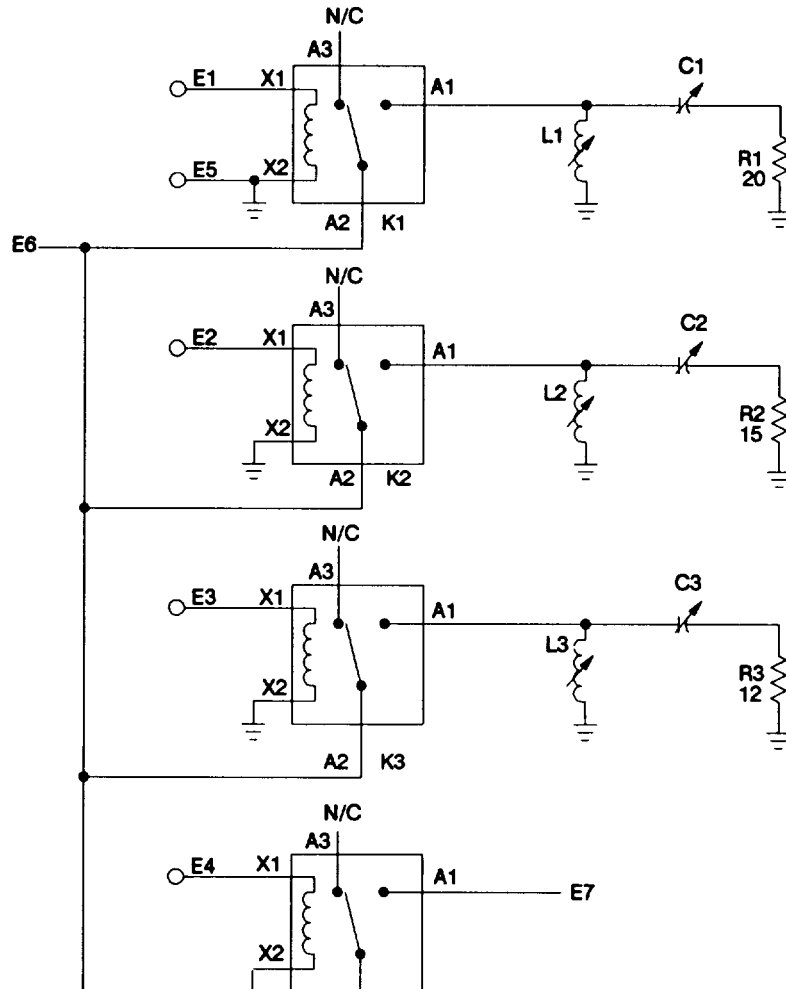 N/C
A3
C1
E1 X1
A1
L1
R1
20
E5 X2
A2 K1
E6
N/C
A3
C2
E2 X1
A1
L2
R2
15
X2
A2 K2
N/C
A3
C3
E3 X1
A1
L3
R3
12
X2
A2 K3
N/C
A3
E4 X1
A1
E7
X2